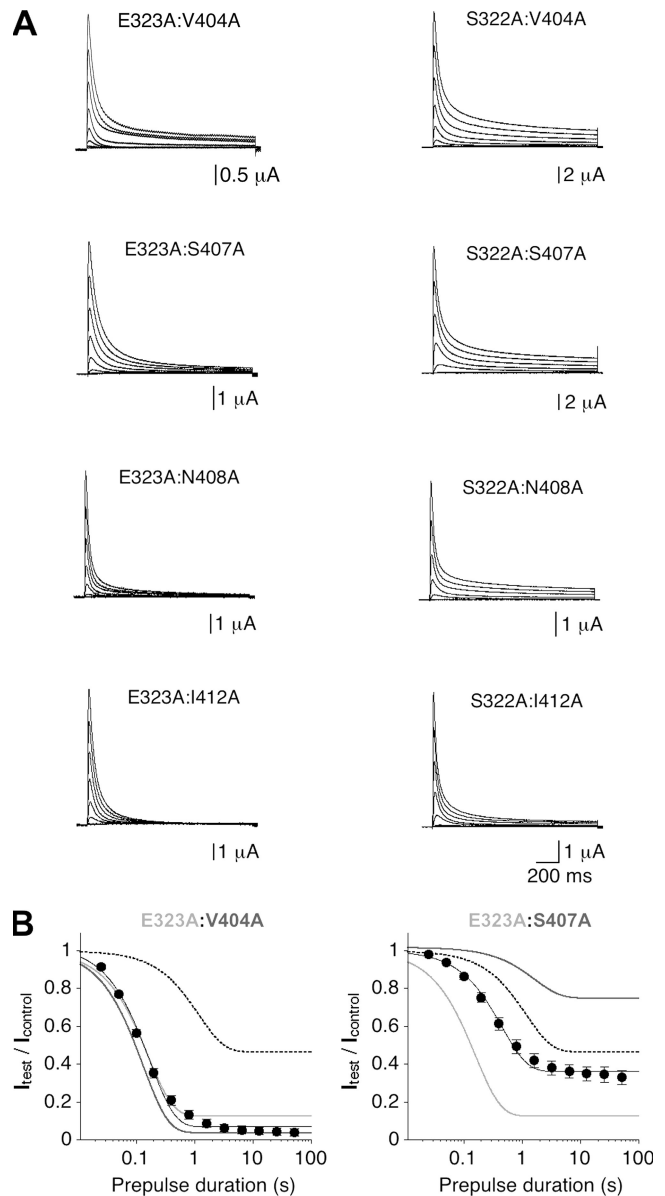 A
E323A:V404A
S322A:V404A
0.5 µA
2 µA
E323A:S407A
S322A:S407A
1 µA
2 µA
E323A:N408A
S322A:N408A
1 µA
1 µA
E323A:I412A
S322A:I412A
1 µA
1 µA
200 ms
B
E323A:V404A
E323A:S407A
Itest / Icontrol
1
0.8
0.6
0.4
0.2
0
0.1
1
10
100
Prepulse duration (s)
Itest / Icontrol
1
0.8
0.6
0.4
0.2
0
0.1
1
10
100
Prepulse duration (s)